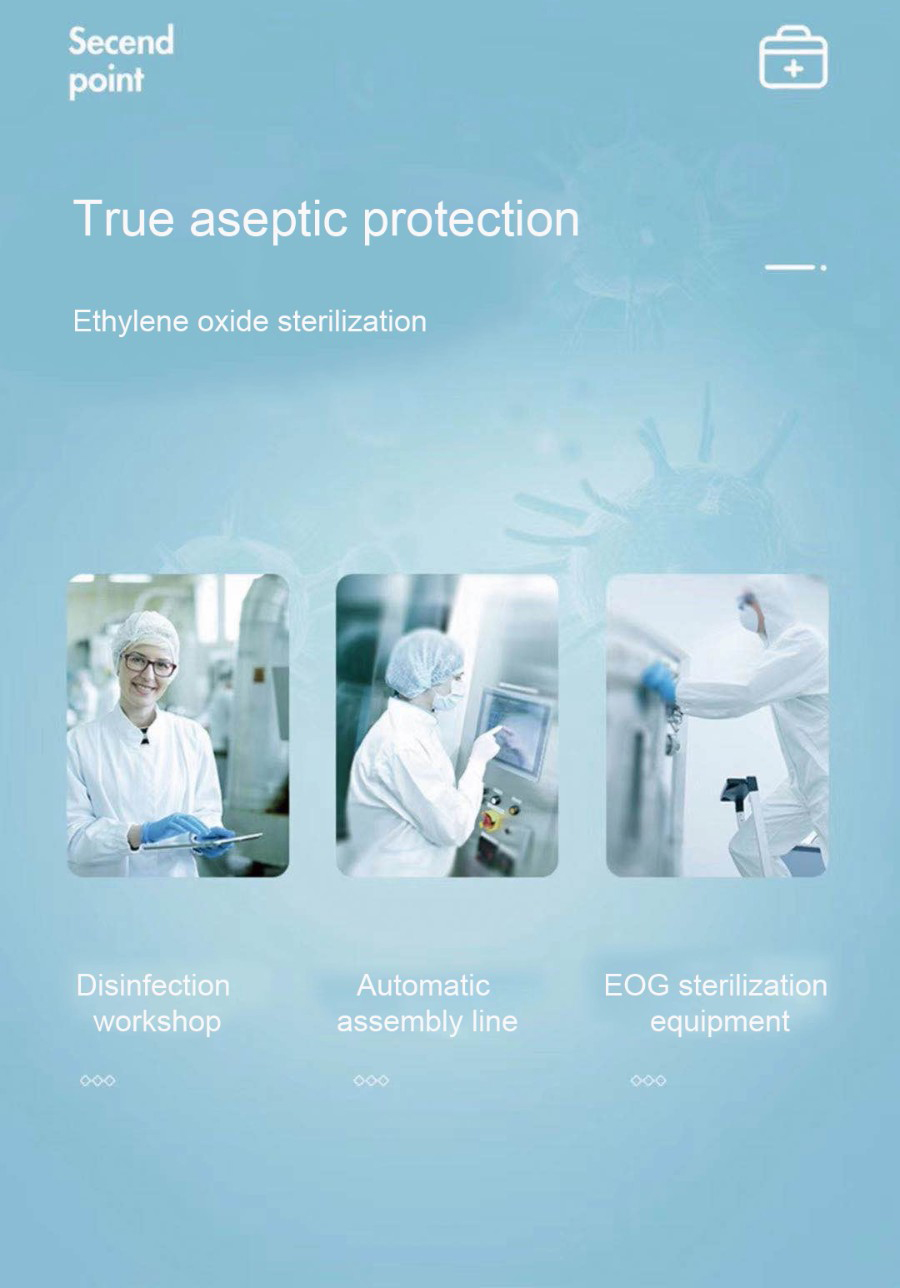 Secend
point
True aseptic protection
Ethylene oxide sterilization
Disinfection
workshop
Automatic
assembly line
EOG sterilization
equipment